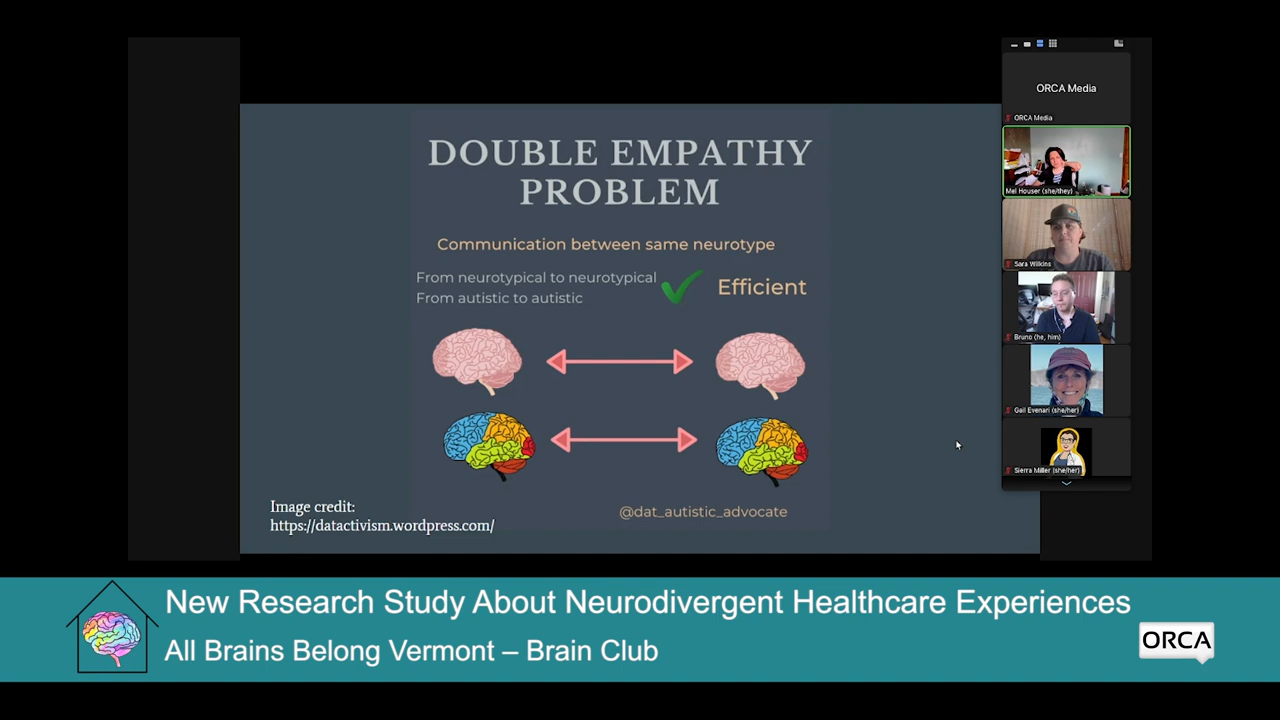 DOUBLE EMPATHY
PROBLEM
Communication between same neurotype
From neurotypical to neurotypical
From autistic to autistic
Efficient
Image credit:
https://datactivism.wordpress.com/
@dat_autistic_advocate
ORCA Media
ORCA Media
Mel Houser (she/they)
Sara Wilkins
Bruno (he, him)
Gail Evenari (she/her)
Sierra Miller (she/her)
New Research Study About Neurodivergent Healthcare Experiences
All Brains Belong Vermont – Brain Club
ORCA